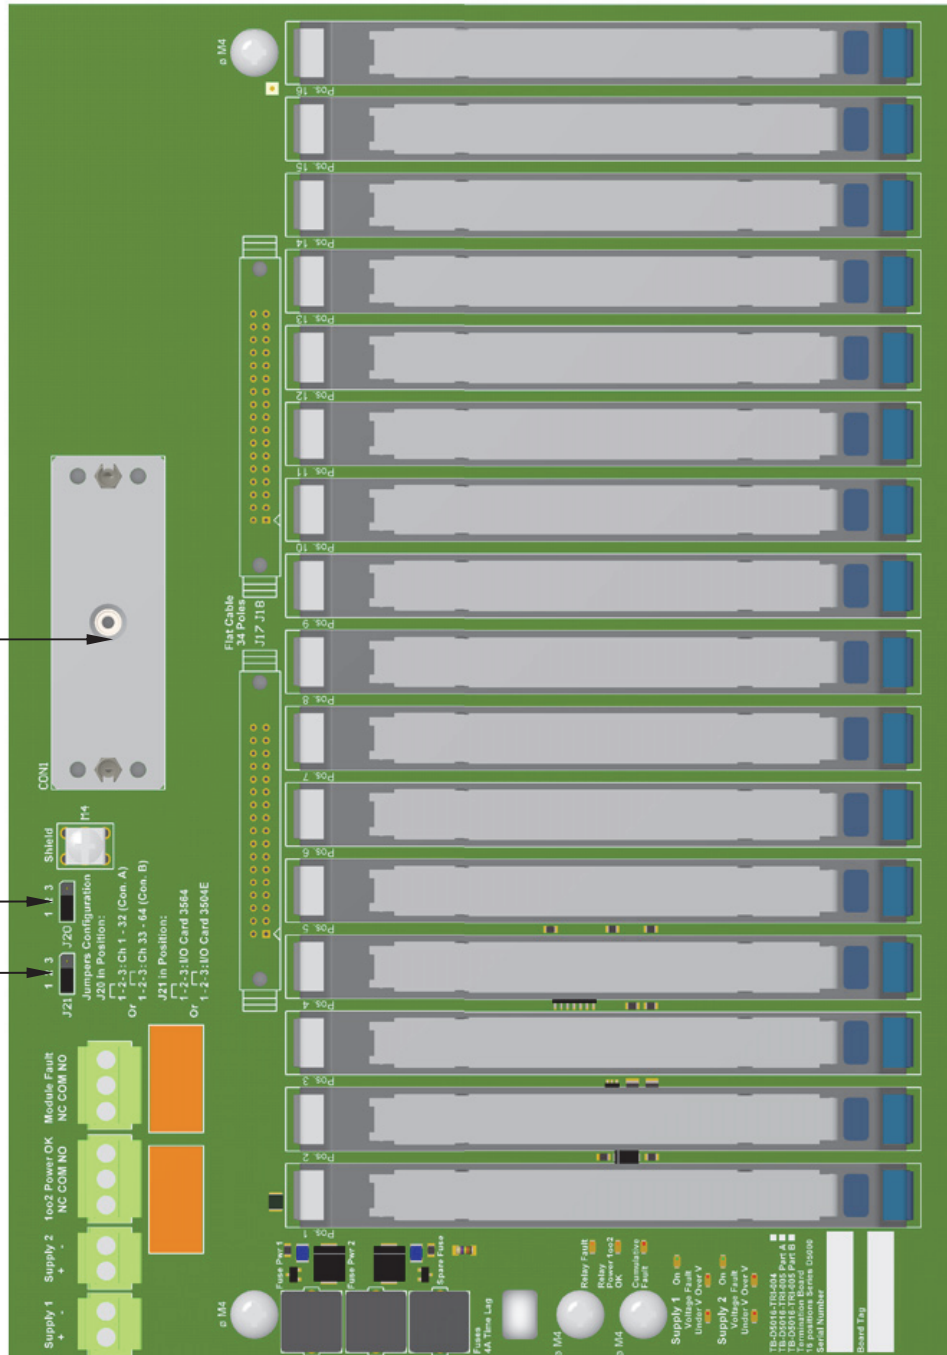 ø M4
Pos. 16
Pos. 15
Pos. 14
Pos. 13
Pos. 12
Pos. 11
Pos. 10
Pos. 9
Pos. 8
Pos. 7
Pos. 6
Pos. 5
Pos. 4
Pos. 3
Pos. 2
Pos. 1
Flat Cable
34 Poles
J17 J18
CON1
M4
Shield
1 2 3
J20
1 2 3
J21
Jumpers Configuration
J20 in Position:
1-2-3: Ch 1 - 32 (Con. A)
Or
1-2-3: Ch 33 - 64 (Con. B)
J21 in Position:
1-2-3: I/O Card 3564
Or
1-2-3: I/O Card 3504E
Module Fault
NC COM NO
1oo2 Power OK
NC COM NO
Supply 2
+ -
Supply 1
+ -
ø M4
Fuse Pwr 1
Fuse Pwr 2
Spare Fuse
Fuses
4A Time Lag
ø M4
ø M4
Relay Fault
Relay
Power 1oo2
OK
Cumulative
Fault
Supply 1 On
Voltage Fault
Under V Over V
Supply 2 On
Voltage Fault
Under V Over V
TB-D5016-TRI-004
TB-D5016-TRI-005 Part A
TB-D5016-TRI-005 Part B
Termination Board
16 positions Series D5000
Serial Number
Board Tag